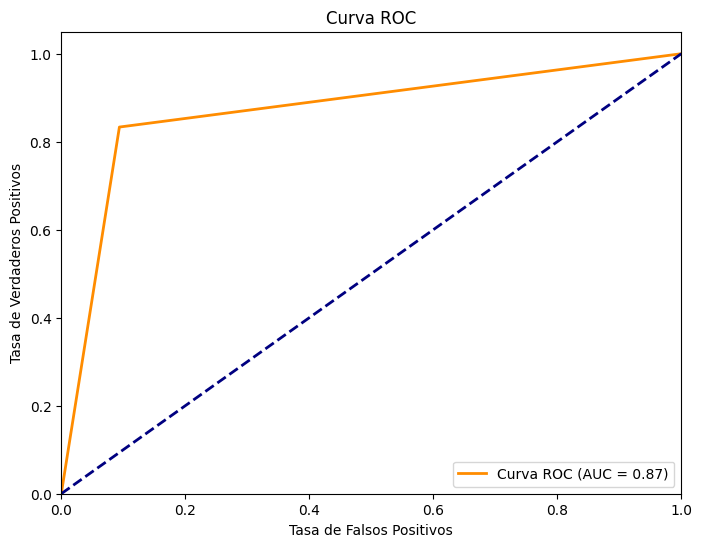 Curva ROC
1.0
0.8
0.6
0.4
0.2
0.0
Tasa de Verdaderos Positivos
Curva ROC (AUC = 0.87)
0.0 0.2 0.4 0.6 0.8 1.0
Tasa de Falsos Positivos